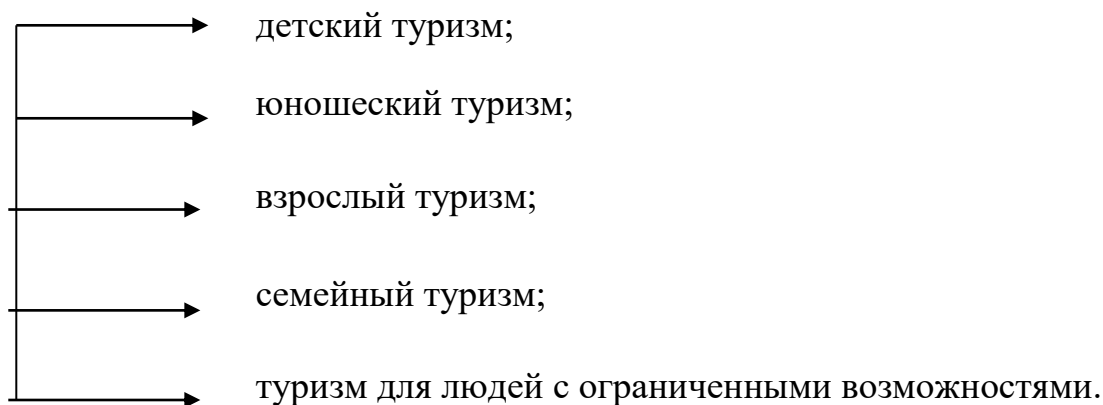 детский туризм;
юношеский туризм;
взрослый туризм;
семейный туризм;
туризм для людей с ограниченными возможностями.